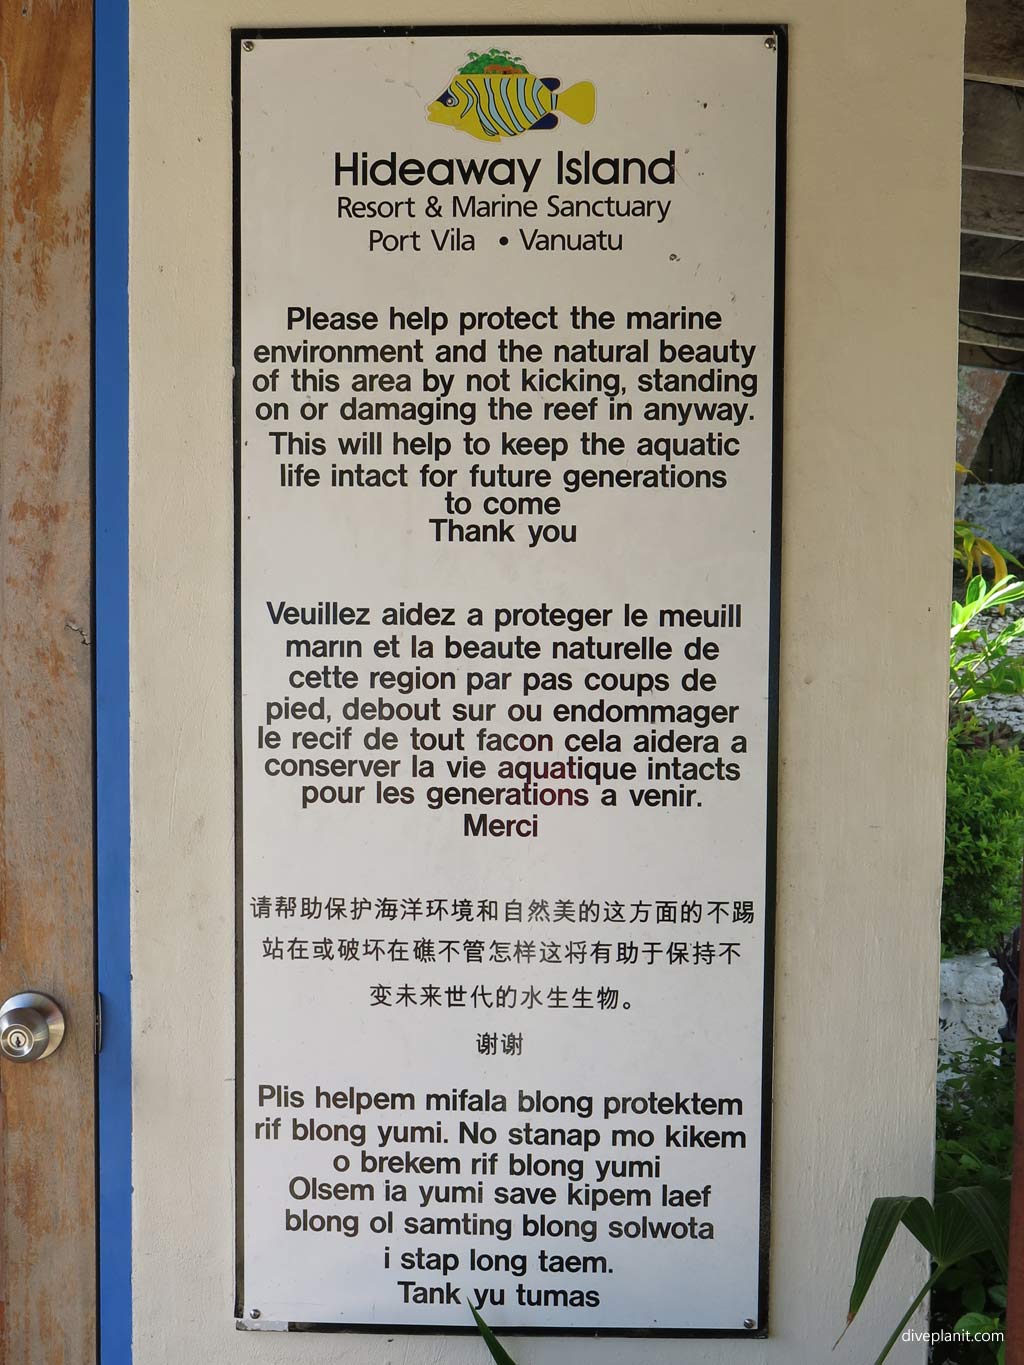 Hideaway Island
Resort & Marine Sanctuary
Port Vila • Vanuatu
Please help protect the marine
environment and the natural beauty
of this area by not kicking, standing
on or damaging the reef in anyway.
This will help to keep the aquatic
life intact for future generations
to come
Thank you
Veuillez aidez a proteger le meuill
marın et la beaute naturelle de
cette region par pas coups de
pied, debout sur ou endommager
le recif de tout facon cela aidera a
conserver la vie aquatique intacts
pour les generations a venir.
Merci
请帮助保护海洋环境和自然美的这方面的不踢
站在或破坏在礁不管怎样这将有助于保持不
变未来世代的水生生物。
谢谢
Plis helpem mifala blong protektem
rif blong yumi. No stanap mo kikem
o brekem rif blong yumi
Olsem ia yumi save kipem laef
blong ol samting blong solwota
i stap long taem.
Tank yu tumas
diveplanit.com